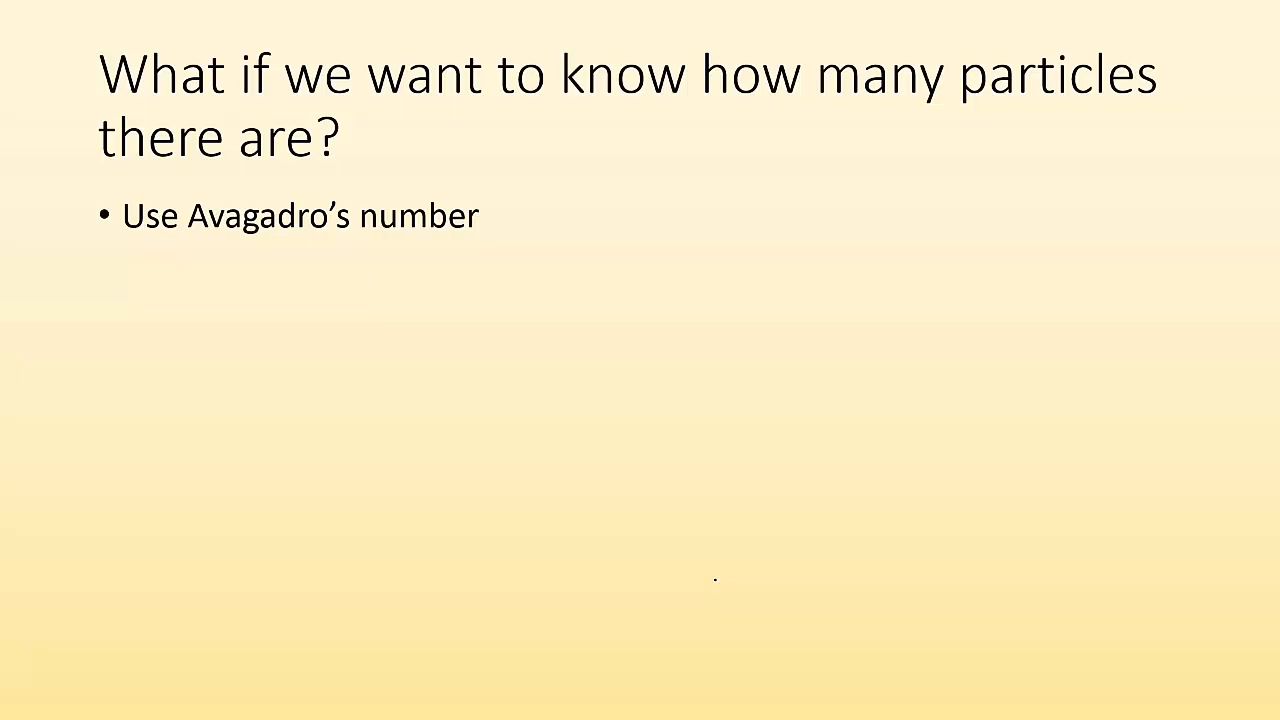 What if we want to know how many particles
there are?
• Use Avagadro’s number